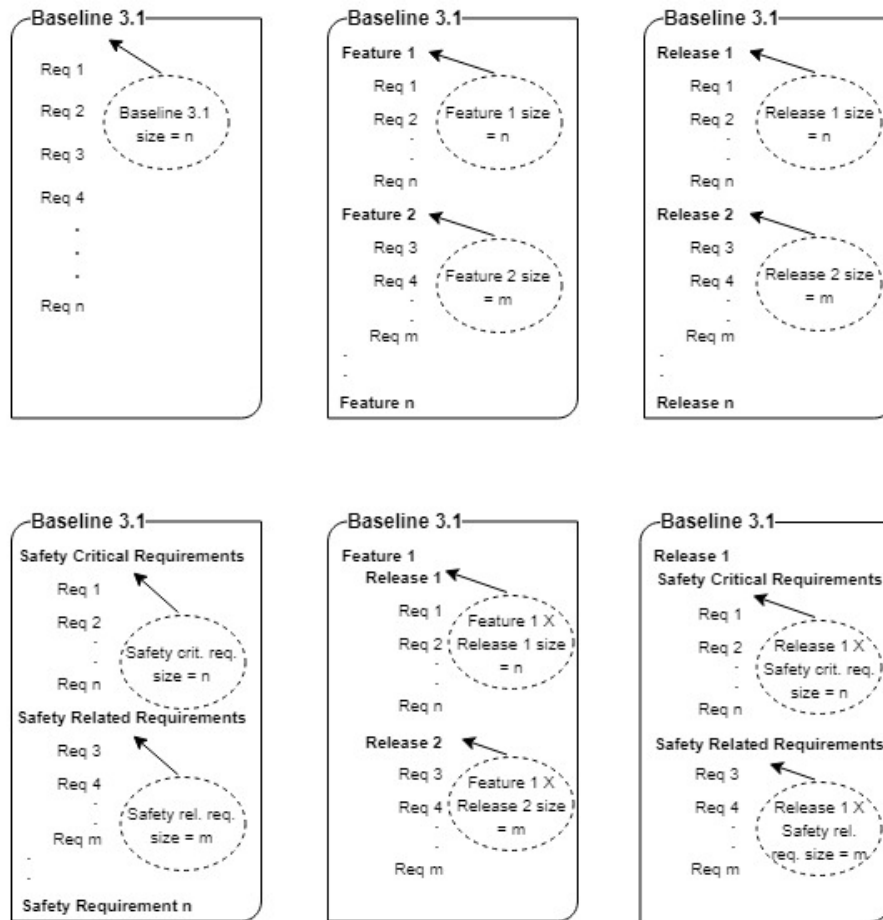 Baseline 3.1
Req 1
Req 2
Req 3
Req 4
.
.
.
Req n
Baseline 3.1
size = n
Baseline 3.1
Feature 1
Req 1
Req 2
.
.
Req n
Feature 1 size
= n
Feature 2
Req 3
Req 4
.
.
Req m
Feature 2 size
= m
.
.
Feature n
Baseline 3.1
Release 1
Req 1
Req 2
.
.
Req n
Release 1 size
= n
Release 2
Req 3
Req 4
.
.
Req m
Release 2 size
= m
.
.
Release n
Baseline 3.1
Safety Critical Requirements
Req 1
Req 2
.
.
Req n
Safety crit. req.
size = n
Safety Related Requirements
Req 3
Req 4
.
.
Req m
Safety rel. req.
size = m
.
.
Safety Requirement n
Baseline 3.1
Feature 1
Release 1
Req 1
Req 2
.
.
Req n
Feature 1 X
Release 1 size
= n
Release 2
Req 3
Req 4
.
.
Req m
Feature 1 X
Release 2 size
= m
Baseline 3.1
Release 1
Safety Critical Requirements
Req 1
Req 2
.
.
Req n
Release 1 X
Safety crit. req.
size = n
Safety Related Requirements
Req 3
Req 4
.
.
Req m
Release 1 X
Safety rel.
req. size = m